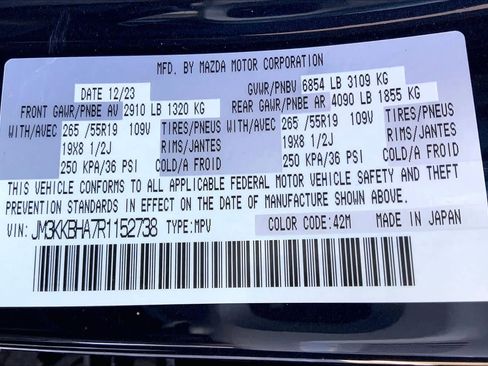 MFD. BY MAZDA MOTOR CORPORATION
DATE 12/23 GVWR/PNBV 6854 LB 3109 KG
FRONT GAWR/PNBE AV 2910 LB 1320 KG REAR GAWR/PNBE AR 4090 LB 1855 KG
WITH/AVEC 265 /55R19 109V TIRES/PNEUS WITH/AVEC 265 /55R19 109V TIRES/PNEUS
19X8 1/2J RIMS/JANTES 19X8 1/2J RIMS/JANTES
250 KPA/36 PSI COLD/A FROID 250 KPA/36 PSI COLD/A FROID
THIS VEHICLE CONFORMS TO ALL APPLICABLE FEDERAL MOTOR VEHICLE SAFETY AND THEFT
PREVENTION STANDARDS IN EFFECT ON THE DATE OF MANUFACTURE SHOWN ABOVE.
VIN: JM3KKBHA7R1152738 TYPE:MPV COLOR CODE:42M MADE IN JAPAN